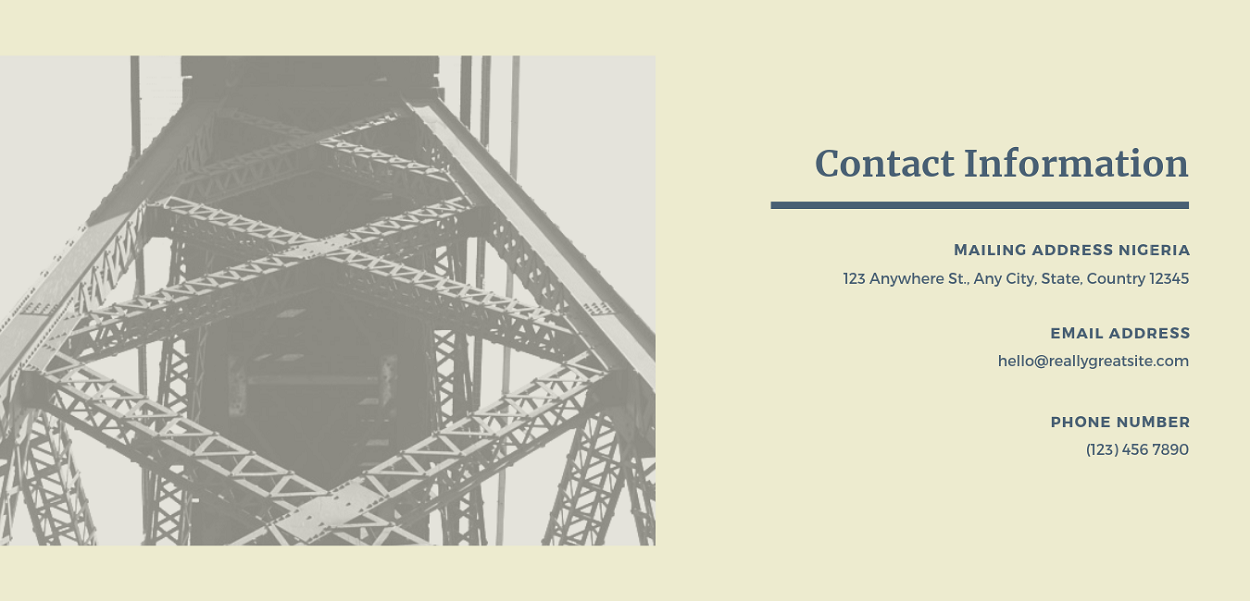 Contact Information
MAILING ADDRESS NIGERIA
123 Anywhere St., Any City, State, Country 12345
EMAIL ADDRESS
hello@reallygreatsite.com
PHONE NUMBER
(123) 456 7890